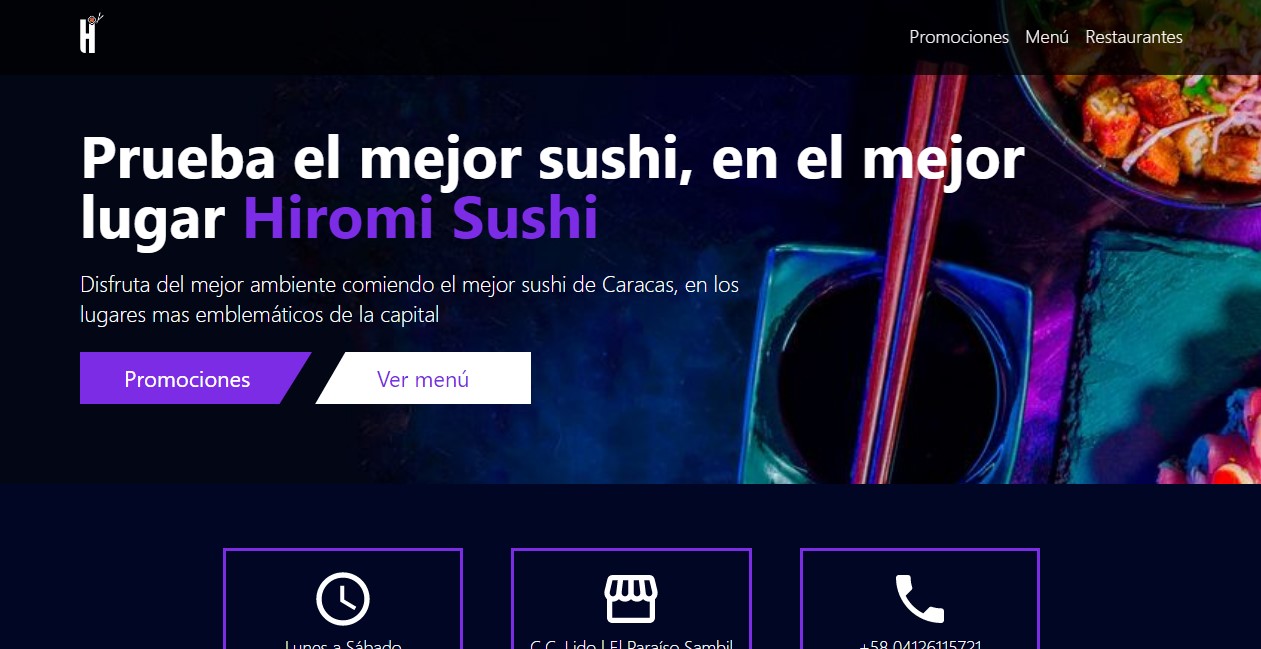 H
Promociones Menú Restaurantes
Prueba el mejor sushi, en el mejor
lugar Hiromi Sushi
Disfruta del mejor ambiente comiendo el mejor sushi de Caracas, en los
lugares mas emblemáticos de la capital
Promociones Ver menú
Lunes a Sábado C.C. Lido | El Paraíso Sambil +58 04126115721